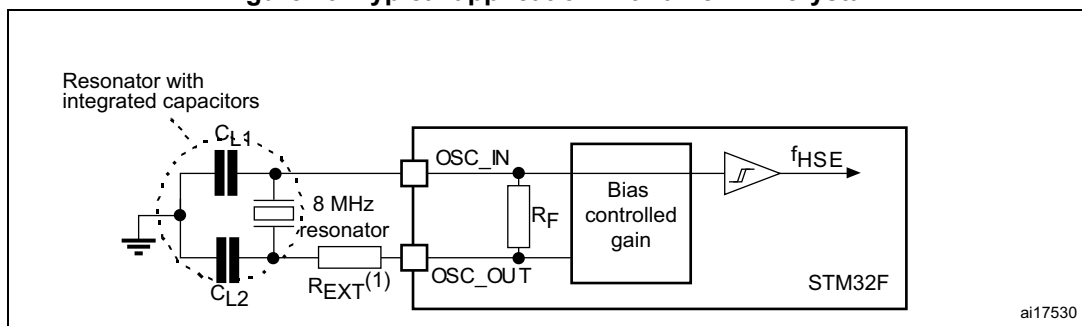 Resonator with
integrated capacitors
CL1
OSC_IN
fHSE
8 MHz
resonator
RF
Bias
controlled
gain
REXT(1)
OSC_OUT
STM32F
CL2
ai17530